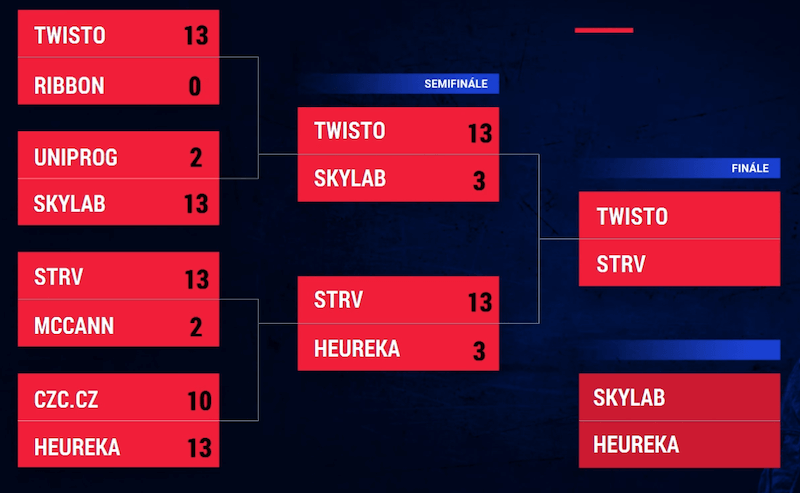 TWISTO 13
RIBBON 0
UNIPROG 2
SKYLAB 13
STRV 13
MCCANN 2
CZC.CZ 10
HEUREKA 13
SEMIFINÁLE
TWISTO 13
SKYLAB 3
STRV 13
HEUREKA 3
FINÁLE
TWISTO
STRV
SKYLAB
HEUREKA